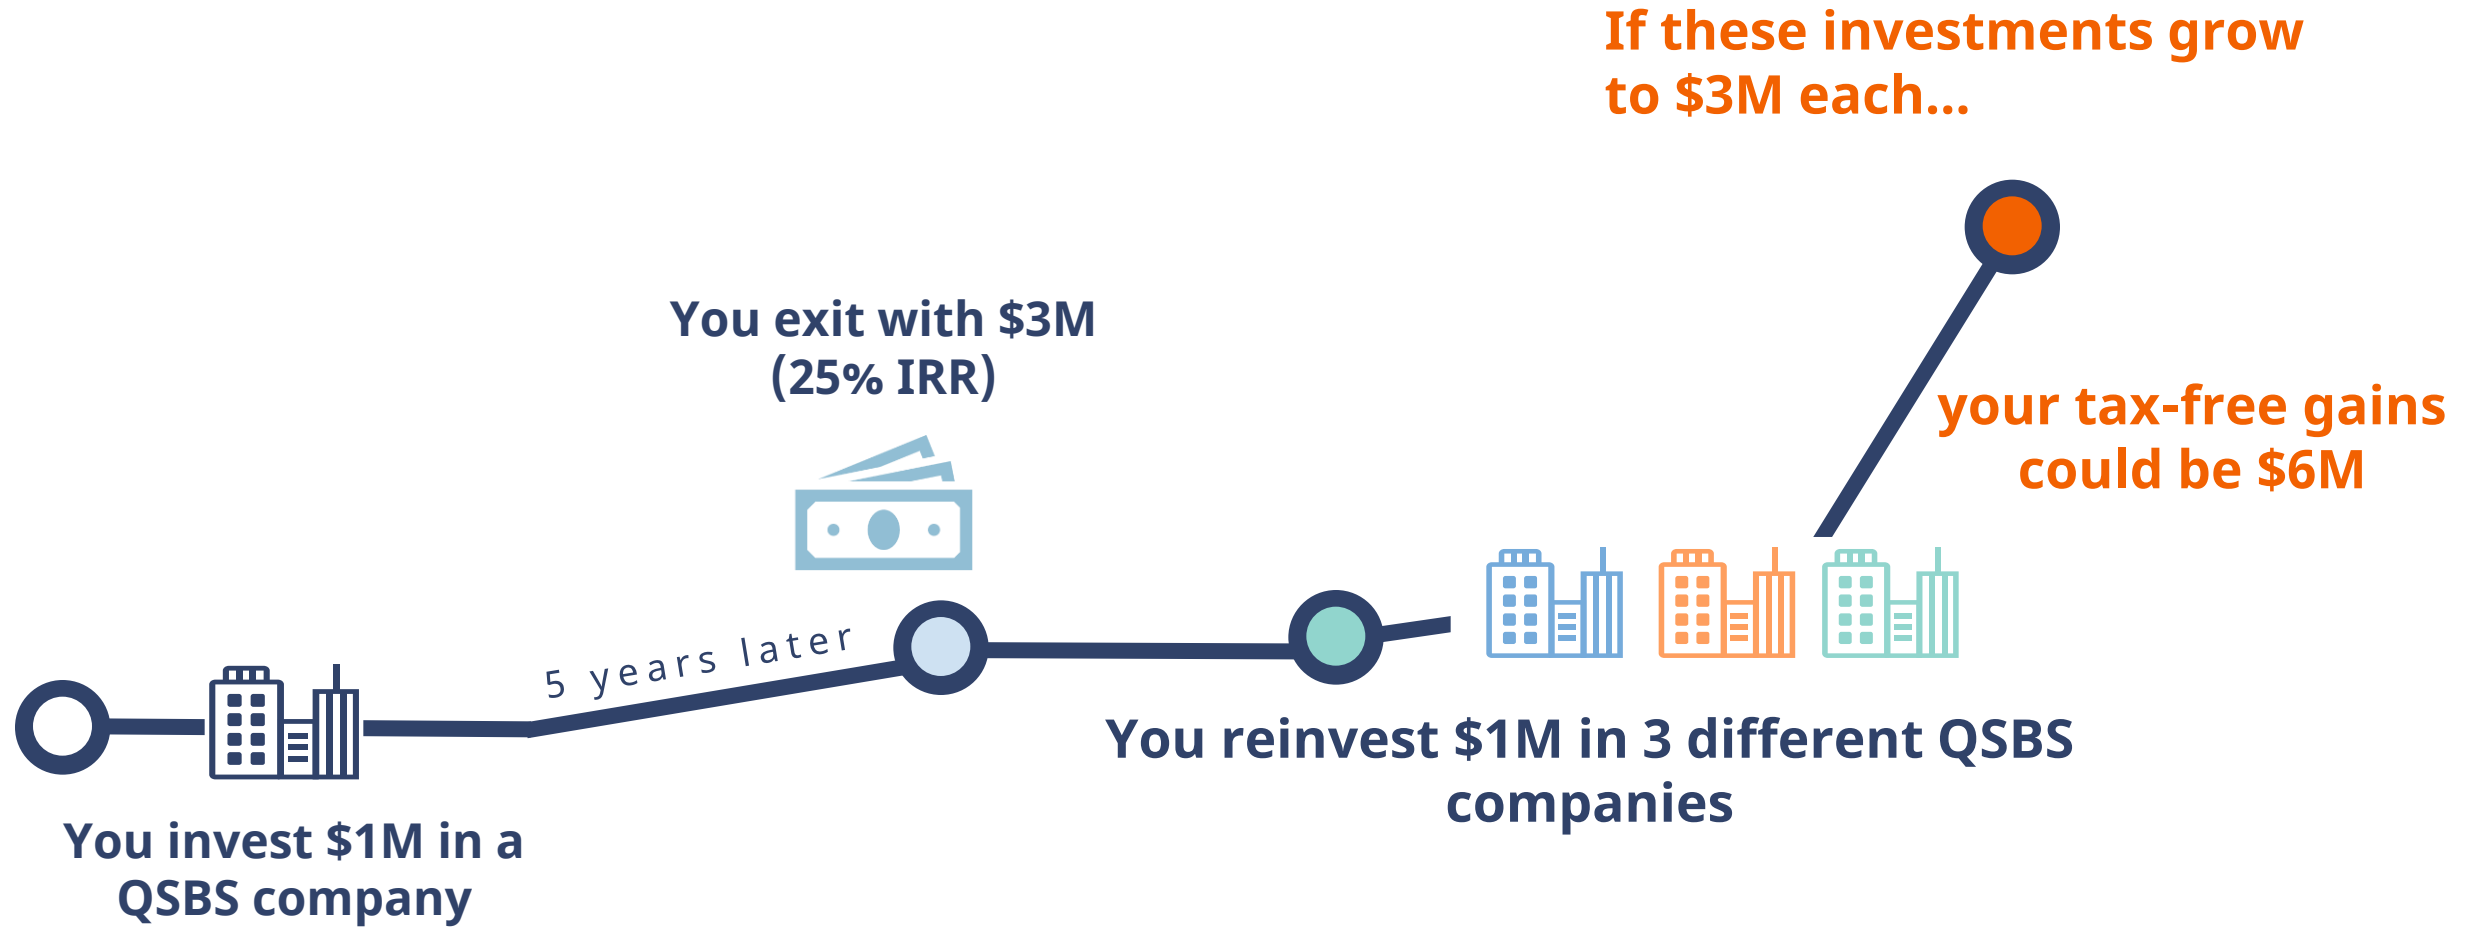 You invest $1M in a
QSBS company
5 years later
You exit with $3M
(25% IRR)
You reinvest $1M in 3 different QSBS
companies
If these investments grow
to $3M each...
your tax-free gains
could be $6M